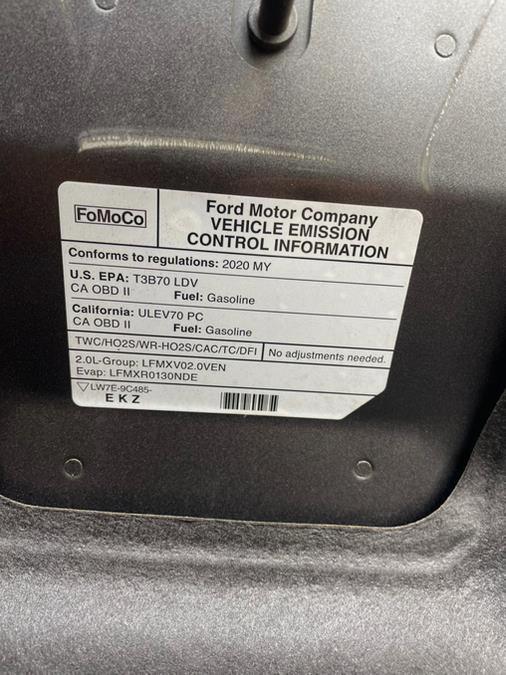 FoMoCo
Ford Motor Company
VEHICLE EMISSION
CONTROL INFORMATION
Conforms to regulations: 2020 MY
U.S. EPA: T3B70 LDV
CA OBD II Fuel: Gasoline
California: ULEV70 PC
CA OBD II Fuel: Gasoline
TWC/HO2S/WR-HO2S/CAC/TC/DFI No adjustments needed.
2.0L-Group: LFMXV02.0VEN
Evap: LFMXR0130NDE
LW7E-9C485-
E K Z